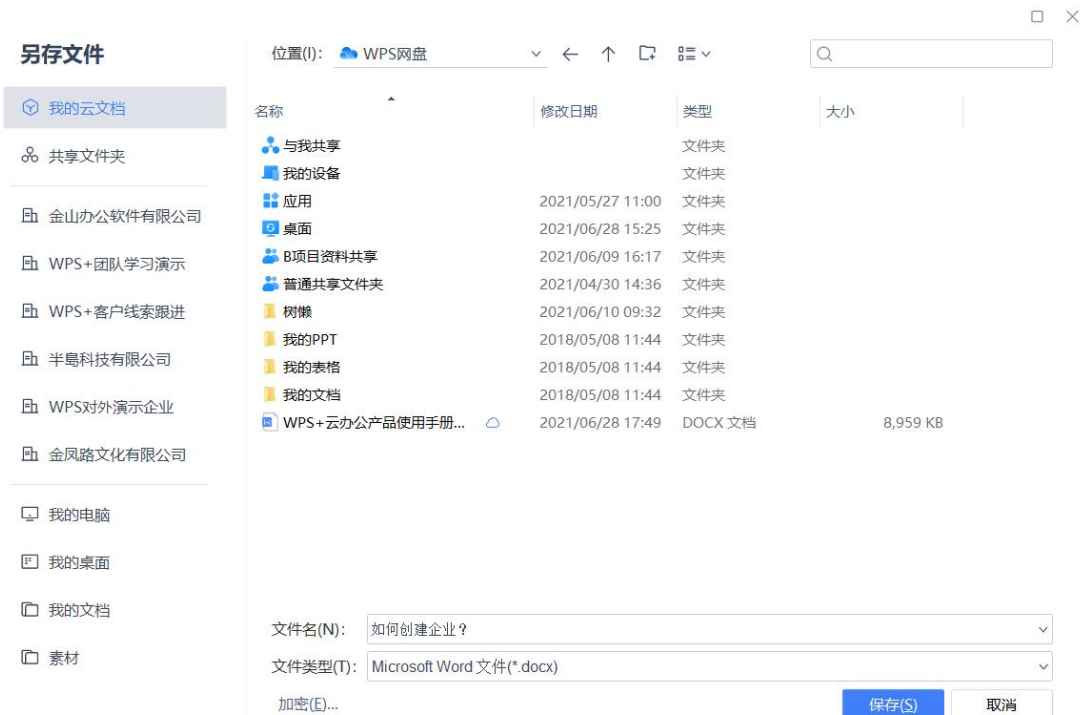 另存文件
位置(I): WPS网盘
我的云文档
共享文件夹
金山办公软件有限公司
WPS+团队学习演示
WPS+客户线索跟进
半島科技有限公司
WPS对外演示企业
金凤路文化有限公司
我的电脑
我的桌面
我的文档
素材
名称 修改日期 类型 大小
与我共享 文件夹
我的设备 文件夹
应用 2021/05/27 11:00 文件夹
桌面 2021/06/28 15:25 文件夹
B项目资料共享 2021/06/09 16:17 文件夹
普通共享文件夹 2021/04/30 14:36 文件夹
树懒 2021/06/10 09:32 文件夹
我的PPT 2018/05/08 11:44 文件夹
我的表格 2018/05/08 11:44 文件夹
我的文档 2018/05/08 11:44 文件夹
WPS+云办公产品使用手册... 2021/06/28 17:49 DOCX 文档 8,959 KB
文件名(N): 如何创建企业？
文件类型(T): Microsoft Word 文件(*.docx)
加密(E)... 保存(S) 取消